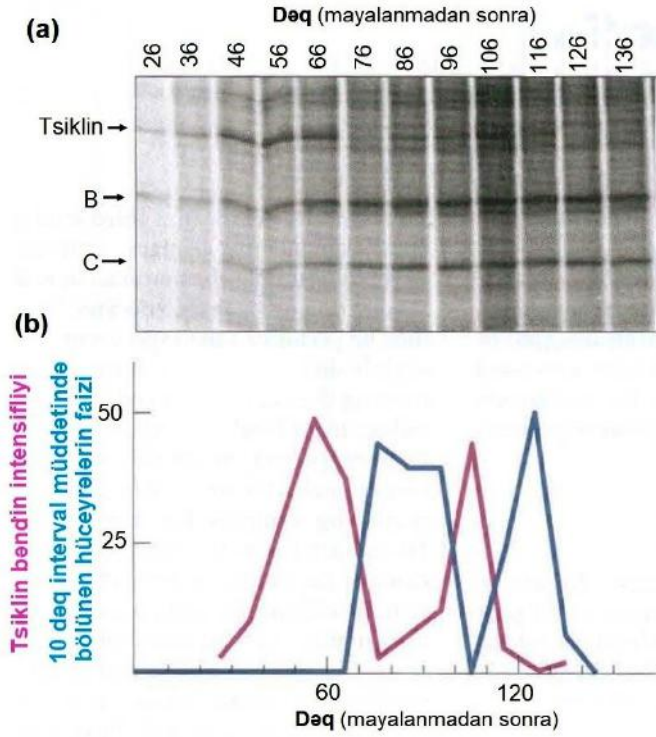 Dəq (mayalanmadan sonra)
(a)
26 36 46 56 66 76 86 96 106 116 126 136
Tsiklin
B
C
(b)
Tsiklin bəndin intensifliyi
10 dəq interval müddətində
bölünən hüceyrələrin faizi
50
25
60 120
Dəq (mayalanmadan sonra)